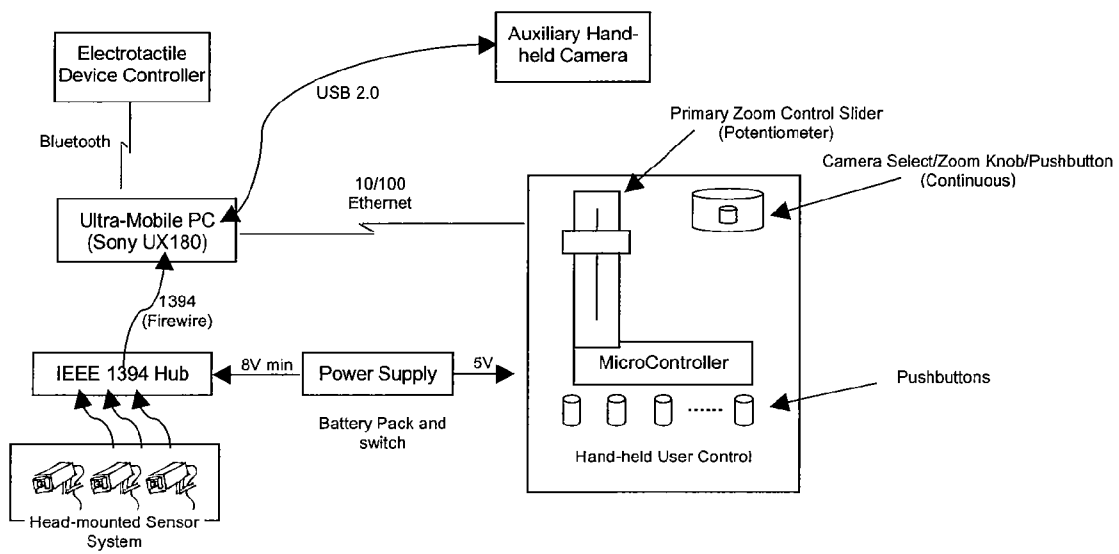 Electrotactile
Device Controller
Auxiliary Hand-
held Camera
USB 2.0
Bluetooth
Primary Zoom Control Slider
(Potentiometer)
Camera Select/Zoom Knob/Pushbutton
(Continuous)
10/100
Ethernet
Ultra-Mobile PC
(Sony UX180)
1394
(Firewire)
IEEE 1394 Hub
8V min
Power Supply
5V
MicroController
Pushbuttons
Battery Pack and
switch
Hand-held User Control
Head-mounted Sensor
System